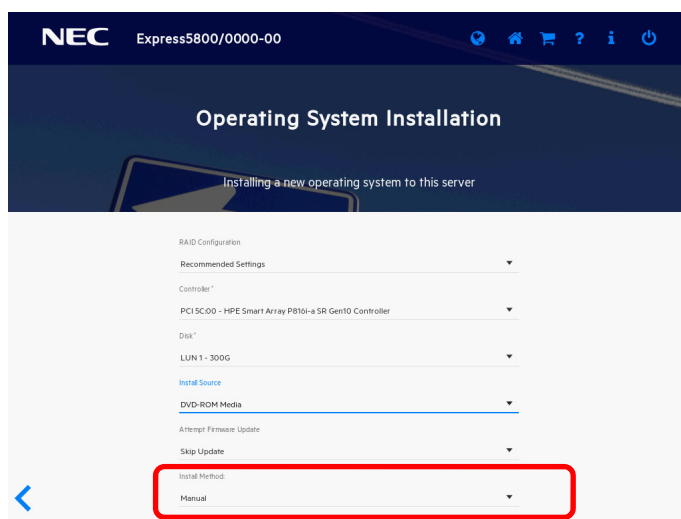 NEC Express5800/0000-00 ? i
Operating System Installation
Installing a new operating system to this server
RAID Configuration
Recommended Settings
Controller*
PCI 5C:00 - HPE Smart Array P816i-a SR Gen10 Controller
Disk*
LUN 1 - 300G
Install Source
DVD-ROM Media
Attempt Firmware Update
Skip Update
Install Method:
Manual